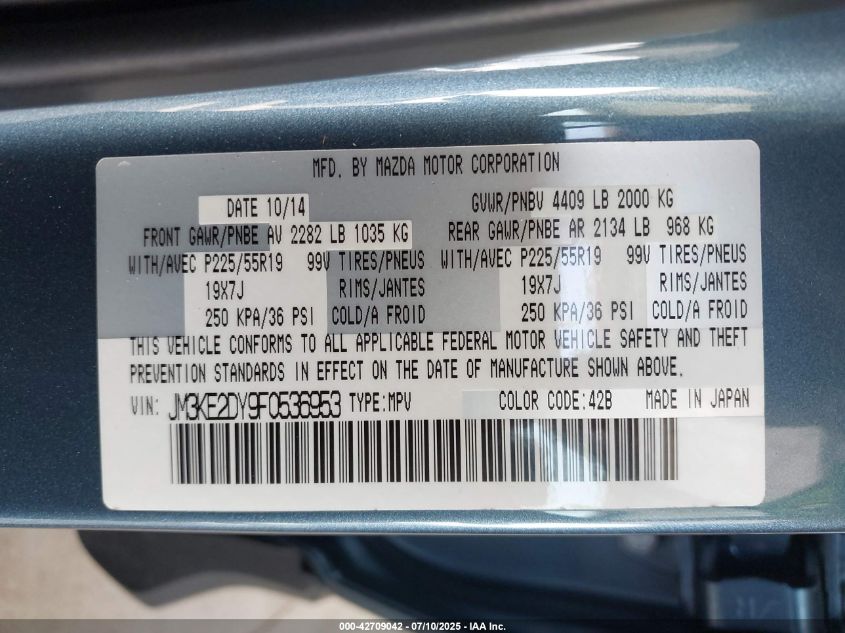 MFD. BY MAZDA MOTOR CORPORATION
DATE 10/14 GVWR/PNBV 4409 LB 2000 KG
FRONT GAWR/PNBE AV 2282 LB 1035 KG REAR GAWR/PNBE AR 2134 LB 968 KG
WITH/AVEC P225/55R19 99V TIRES/PNEUS WITH/AVEC P225/55R19 99V TIRES/PNEUS
19X7J RIMS/JANTES 19X7J RIMS/JANTES
250 KPA/36 PSI COLD/A FROID 250 KPA/36 PSI COLD/A FROID
THIS VEHICLE CONFORMS TO ALL APPLICABLE FEDERAL MOTOR VEHICLE SAFETY AND THEFT
PREVENTION STANDARDS IN EFFECT ON THE DATE OF MANUFACTURE SHOWN ABOVE.
VIN: JM3KE2DY9F0536953 TYPE:MPV COLOR CODE:42B MADE IN JAPAN
000-42709042 - 07/10/2025 - IAA Inc.